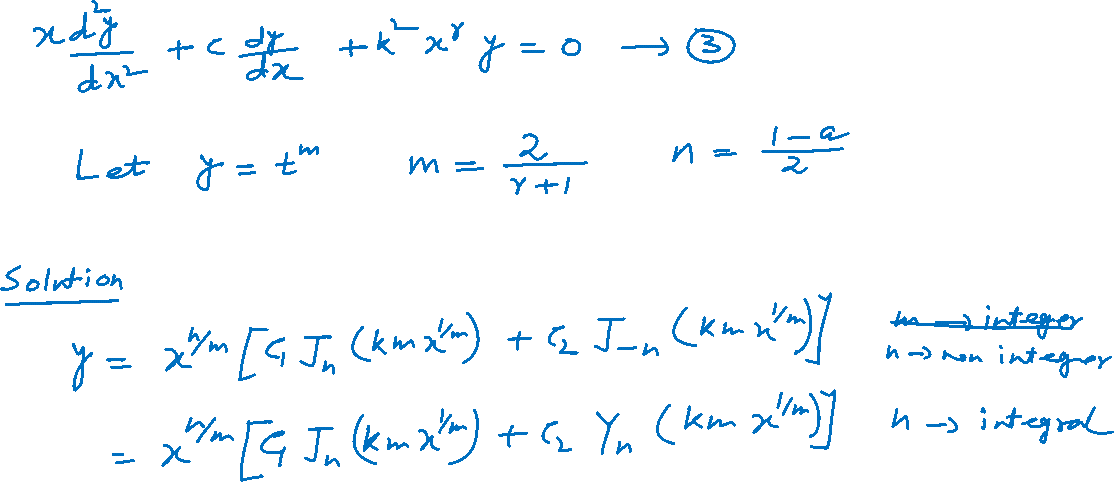 x d²y/dx² + c dy/dx + k² x^r y = 0 → ③
Let y = t^m m = 2/(r+1) n = (1-a)/2
Solution
y = x^{n/m} [C₁ J_n (km x^{1/m}) + C₂ J_{-n} (km x^{1/m})] ~~m → integer~~
n → non integer
= x^{n/m} [C₁ J_n (km x^{1/m}) + C₂ Y_n (km x^{1/m})] n → integral